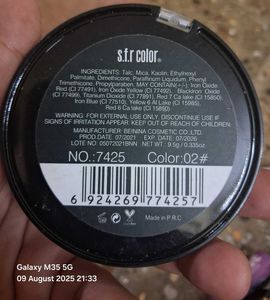 s.f.r color®
INGREDIENTS: Talc, Mica, Kaolin, Ethylhexyl
Palmitate, Dimethicone, Paraffinum Liquidum, Phenyl
Trimethicone, Propylparaben, MAY CONTAINS(+/-): Iron Oxide
Red (CI 77491), Iron Oxide Yellow (CI 77492), BlackIron Oxide
(CI 77499), Titanium Dioxide (CI 77891), Red 7 Ca lake (CI 15850),
Iron Blue (CI 77510), Yellow 6 Al Lake (CI 15985),
Red 6 Ca lake (CI 15850).
WARNING: FOR EXTERNAL USE ONLY, DISCONTINUE USE IF
SIGNS OF IRRITATION APPEAR KEEP OUT OF REACH OF CHILDREN.
MANUFACTURER: BEINNA COSMETIC CO., LTD.
PROD DATE: 07/2021 EXP DATE: 07/2026
LOTE NO: 05072021BNN NET WT: 9.5g / 0.335oz
NO.:7425 Color:02#
6 924269 774257
Made in P.R.C
Galaxy M35 5G
09 August 2025 21:33